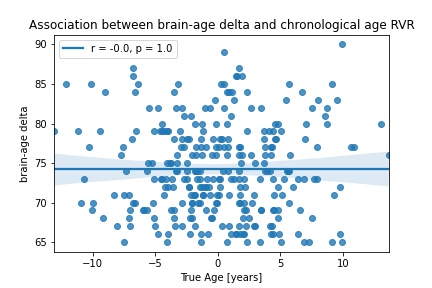 Association between brain-age delta and chronological age RVR
r = -0.0, p = 1.0
brain-age delta
90
85
80
75
70
65
−10
−5
0
5
10
True Age [years]